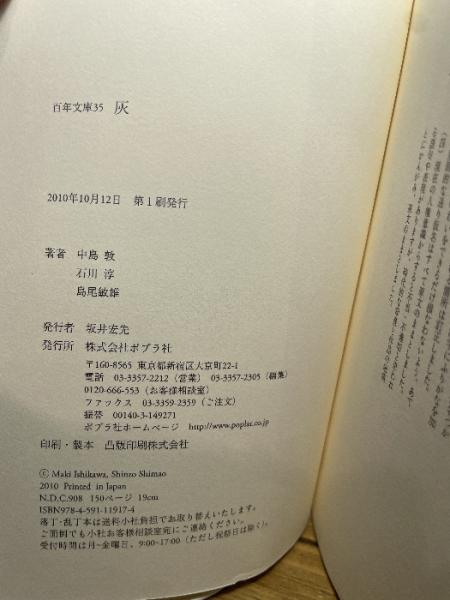 百年文庫35 灰
2010年10月12日 第1刷発行
著者 中島 敦
石川 淳
島尾敏雄
発行者 坂井宏先
発行所 株式会社ポプラ社
〒160-8565 東京都新宿区大京町22-1
電話 03-3357-2212(営業) 03-3357-2305(編集)
0120-666-553(お客様相談室)
ファックス 03-3359-2359(ご注文)
振替 00140-3-149271
ポプラ社ホームページ http://www.poplar.co.jp
印刷・製本 凸版印刷株式会社
© Maki Ishikawa, Shinzo Shimao
2010 Printed in Japan
N.D.C.908 150ページ 19cm
ISBN978-4-591-11917-4
落丁・乱丁本は送料小社負担でお取り替えいたします。
ご面倒でも小社お客様相談室宛にご連絡ください。
受付時間は月~金曜日、9:00~17:00(ただし祝祭日は除く)。